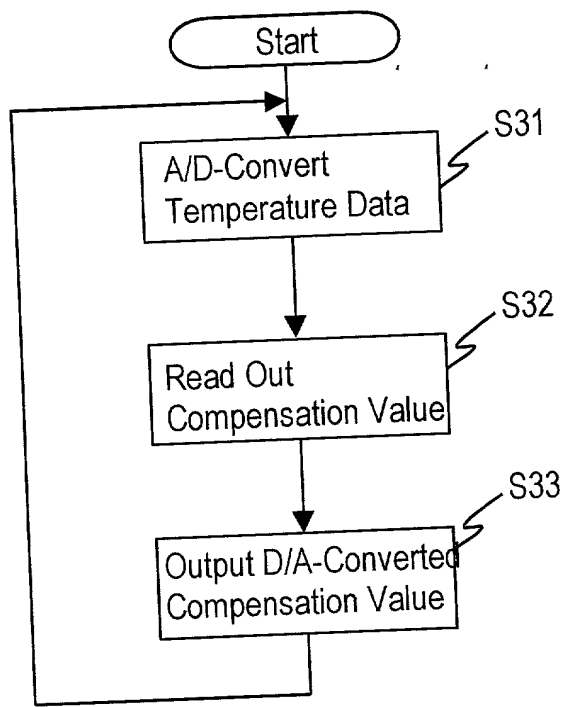 Start
S31
A/D-Convert
Temperature Data
S32
Read Out
Compensation Value
S33
Output D/A-Converted
Compensation Value